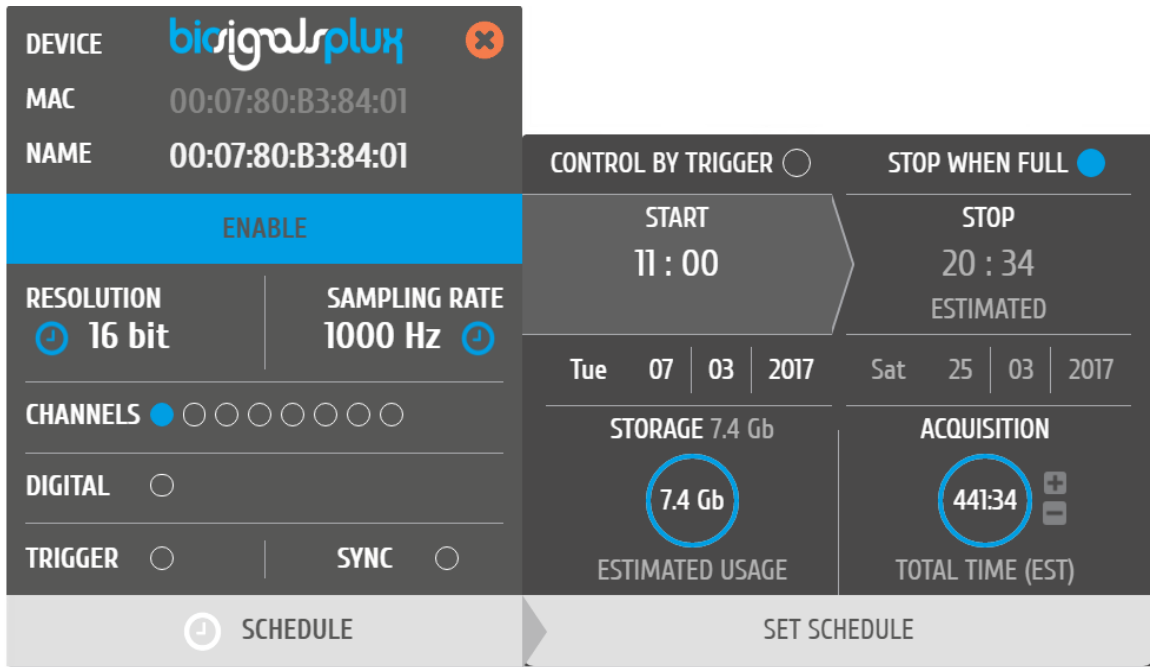 DEVICE biosignalsplux
MAC 00:07:80:B3:84:01
NAME 00:07:80:B3:84:01
ENABLE
RESOLUTION SAMPLING RATE
16 bit 1000 Hz
CHANNELS
DIGITAL
TRIGGER SYNC
SCHEDULE
CONTROL BY TRIGGER STOP WHEN FULL
START STOP
11 : 00 20 : 34
ESTIMATED
Tue 07 03 2017 Sat 25 03 2017
STORAGE 7.4 Gb ACQUISITION
7.4 Gb 441:34
ESTIMATED USAGE TOTAL TIME (EST)
SET SCHEDULE